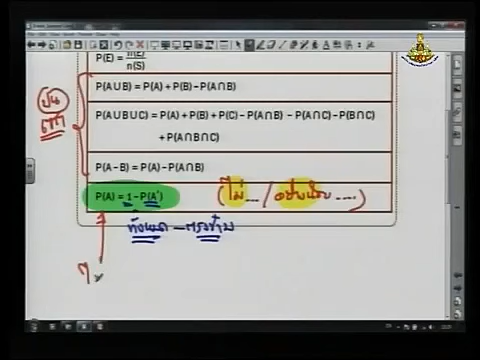 P(E) = n(E)
n(S)
P(A∪B) = P(A) + P(B) – P(A∩B)
P(A∪B∪C) = P(A) + P(B) + P(C) – P(A∩B) – P(A∩C) – P(B∩C)
+ P(A∩B∩C)
P(A–B) = P(A) – P(A∩B)
P(A) = 1 – P(A') (ไม่... / อย่างน้อย ....)
ทั้งหมด – ตรงข้าม